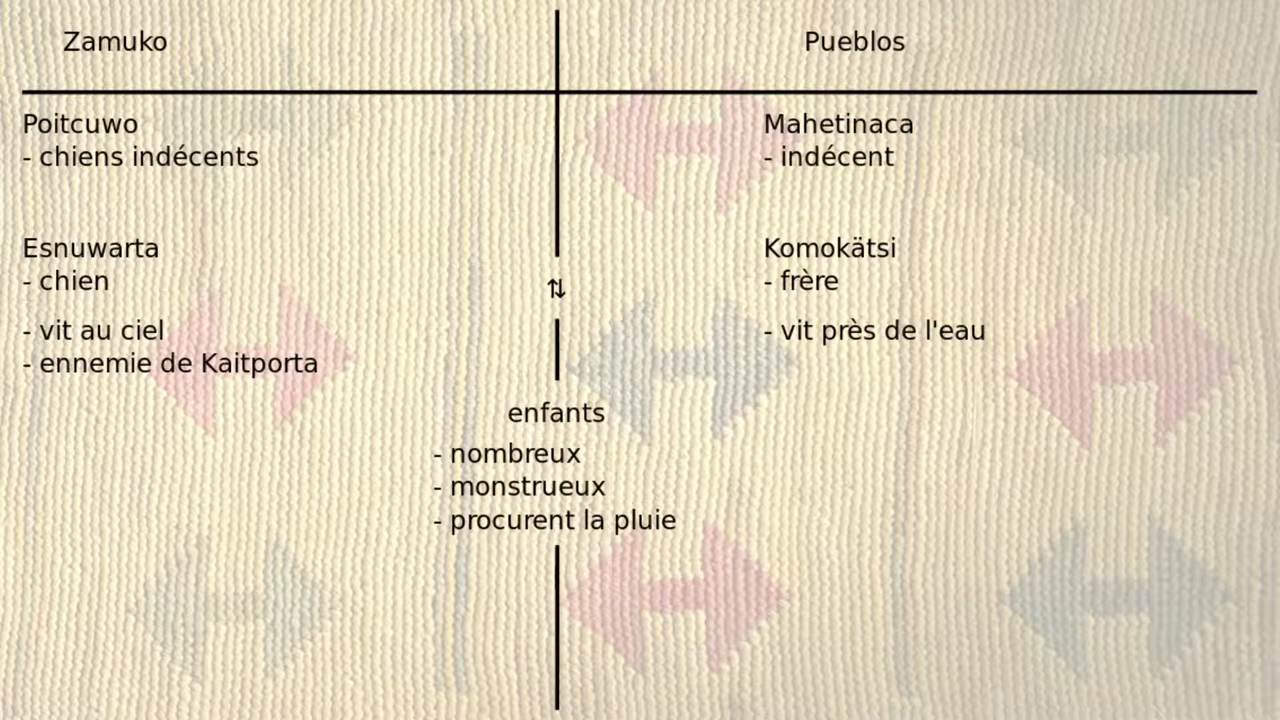 Zamuko
Pueblos
Poitcuwo
- chiens indécents
Mahetinaca
- indécent
Esnuwarta
- chien
- vit au ciel
- ennemie de Kaitporta
⇅
Komokätsi
- frère
- vit près de l'eau
enfants
- nombreux
- monstrueux
- procurent la pluie